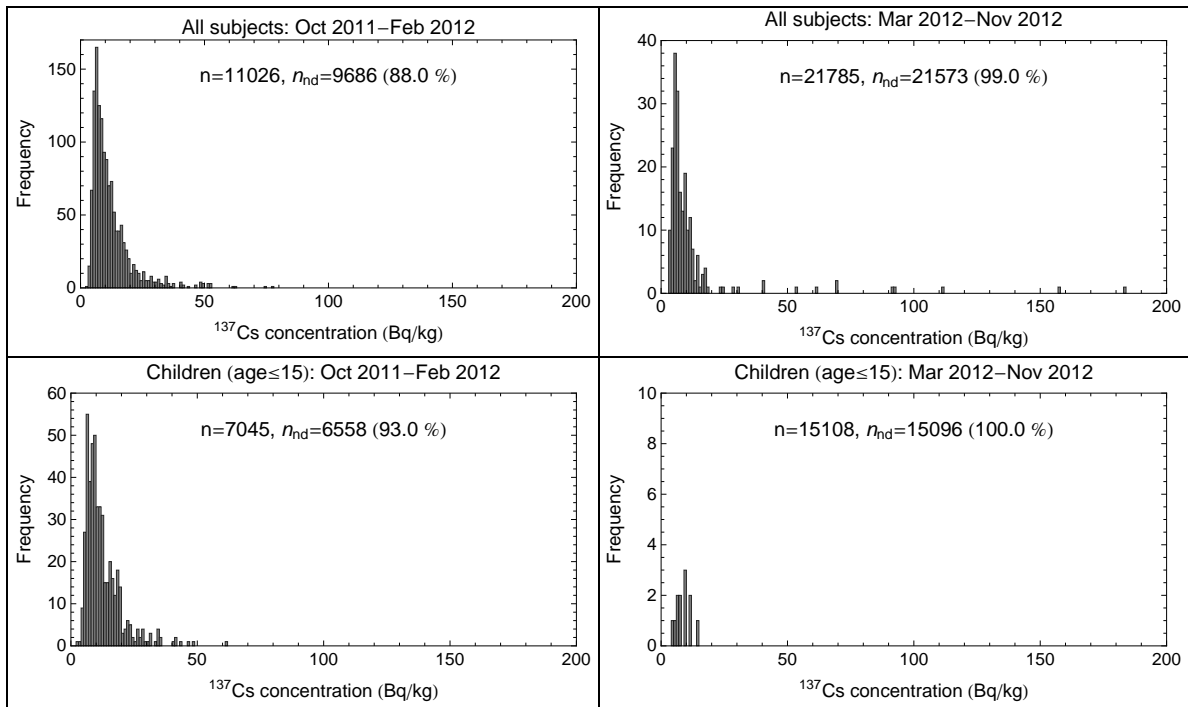 All subjects: Oct 2011−Feb 2012
n=11026, nnd=9686 (88.0 %)
Frequency
150
100
50
0
0 50 100 150 200
137Cs concentration (Bq/kg)
All subjects: Mar 2012−Nov 2012
n=21785, nnd=21573 (99.0 %)
Frequency
40
30
20
10
0
0 50 100 150 200
137Cs concentration (Bq/kg)
Children (age≤15): Oct 2011−Feb 2012
n=7045, nnd=6558 (93.0 %)
Frequency
60
50
40
30
20
10
0
0 50 100 150 200
137Cs concentration (Bq/kg)
Children (age≤15): Mar 2012−Nov 2012
n=15108, nnd=15096 (100.0 %)
Frequency
10
8
6
4
2
0
0 50 100 150 200
137Cs concentration (Bq/kg)